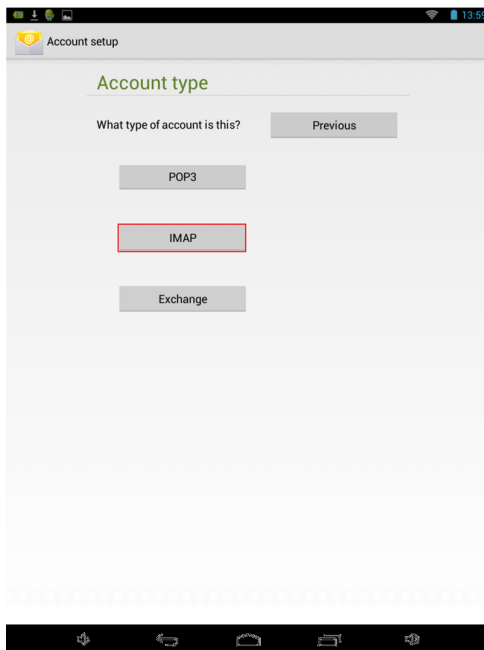 13:59
Account setup
Account type
What type of account is this?
Previous
POP3
IMAP
Exchange